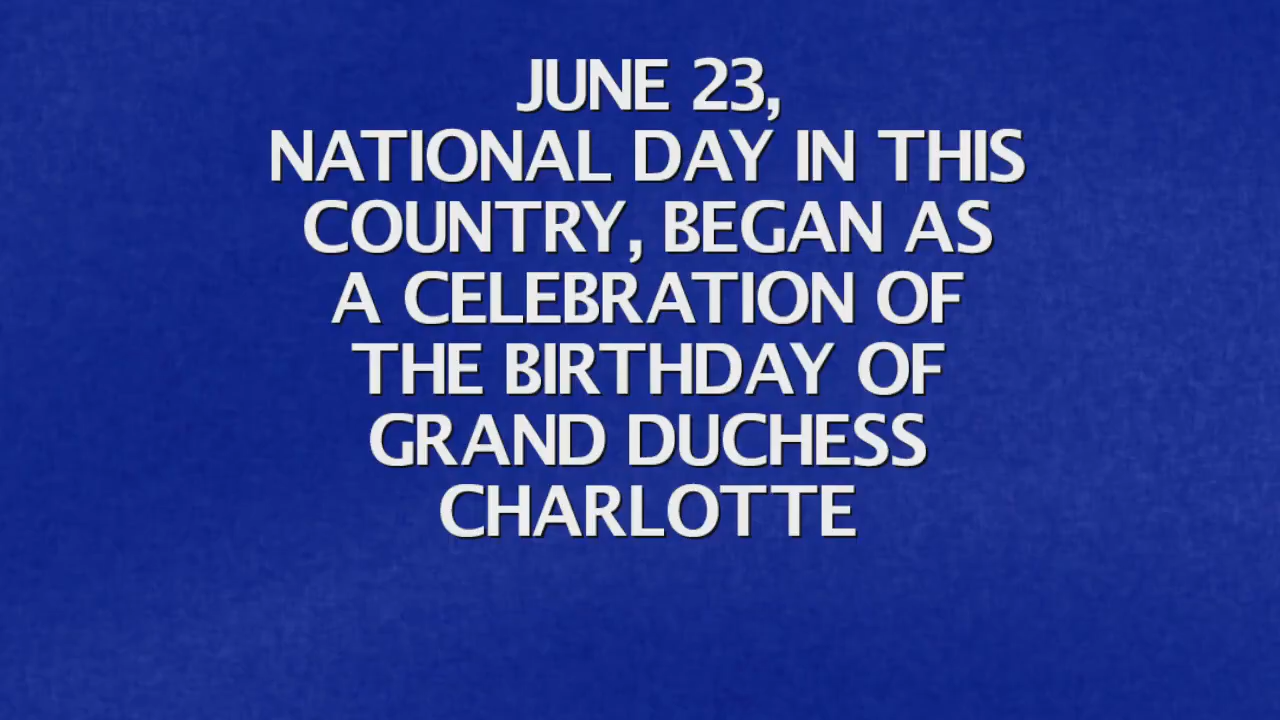 JUNE 23,
NATIONAL DAY IN THIS
COUNTRY, BEGAN AS
A CELEBRATION OF
THE BIRTHDAY OF
GRAND DUCHESS
CHARLOTTE